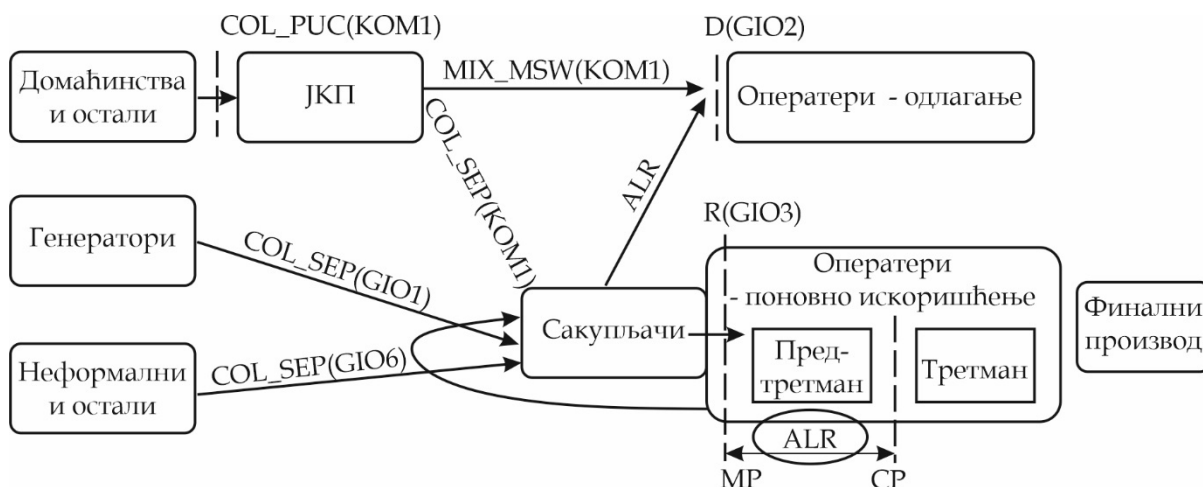 COL_PUC(KOM1)
D(GIO2)
Домаћинства
и остали
ЈКП
MIX_MSW(KOM1)
Оператери - одлагање
COL_SEP(KOM1)
ALR
Генератори
COL_SEP(GIO1)
R(GIO3)
Оператери
- поновно искоришћење
Сакупљачи
Пред-
третман
Третман
Финални
производ
Неформални
и остали
COL_SEP(GIO6)
ALR
MP
CP